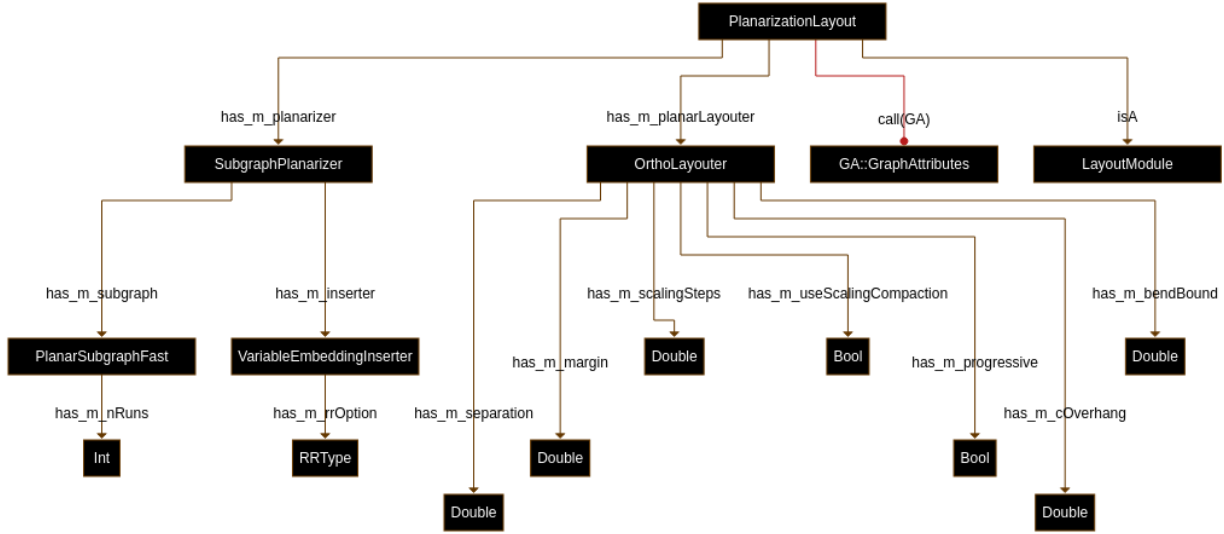 PlanarizationLayout
has_m_planarizer
has_m_planarLayouter
call(GA)
isA
SubgraphPlanarizer
OrthoLayouter
GA::GraphAttributes
LayoutModule
has_m_subgraph
has_m_inserter
has_m_scalingSteps
has_m_useScalingCompaction
has_m_bendBound
PlanarSubgraphFast
VariableEmbeddingInserter
Double
Bool
Double
has_m_margin
has_m_progressive
has_m_nRuns
has_m_rrOption
has_m_separation
has_m_cOverhang
Int
RRType
Double
Bool
Double
Double